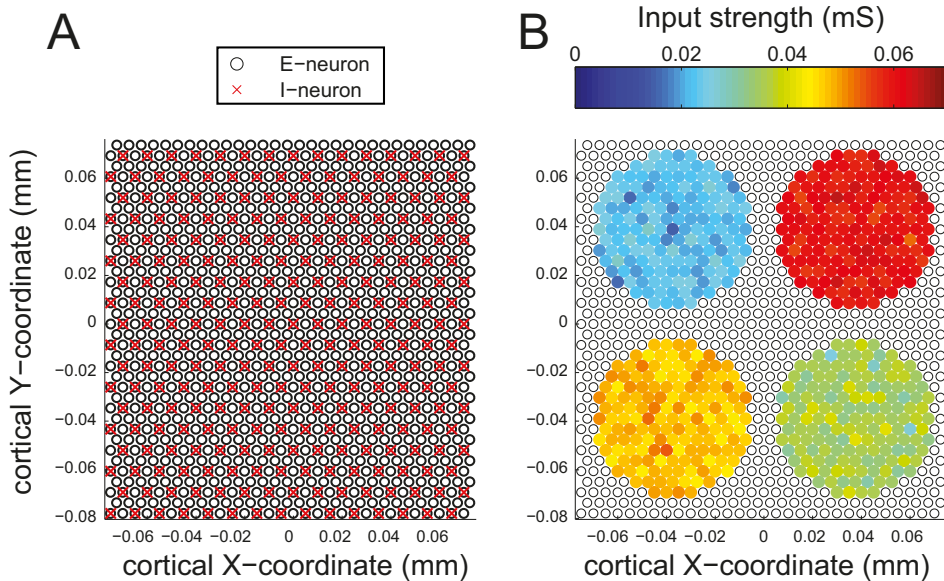 A
E−neuron
I−neuron
cortical Y−coordinate (mm)
0.06
0.04
0.02
0
−0.02
−0.04
−0.06
−0.08
−0.06 −0.04 −0.02 0 0.02 0.04 0.06
cortical X−coordinate (mm)
B
Input strength (mS)
0 0.02 0.04 0.06
0.06
0.04
0.02
0
−0.02
−0.04
−0.06
−0.08
−0.06 −0.04 −0.02 0 0.02 0.04 0.06
cortical X−coordinate (mm)